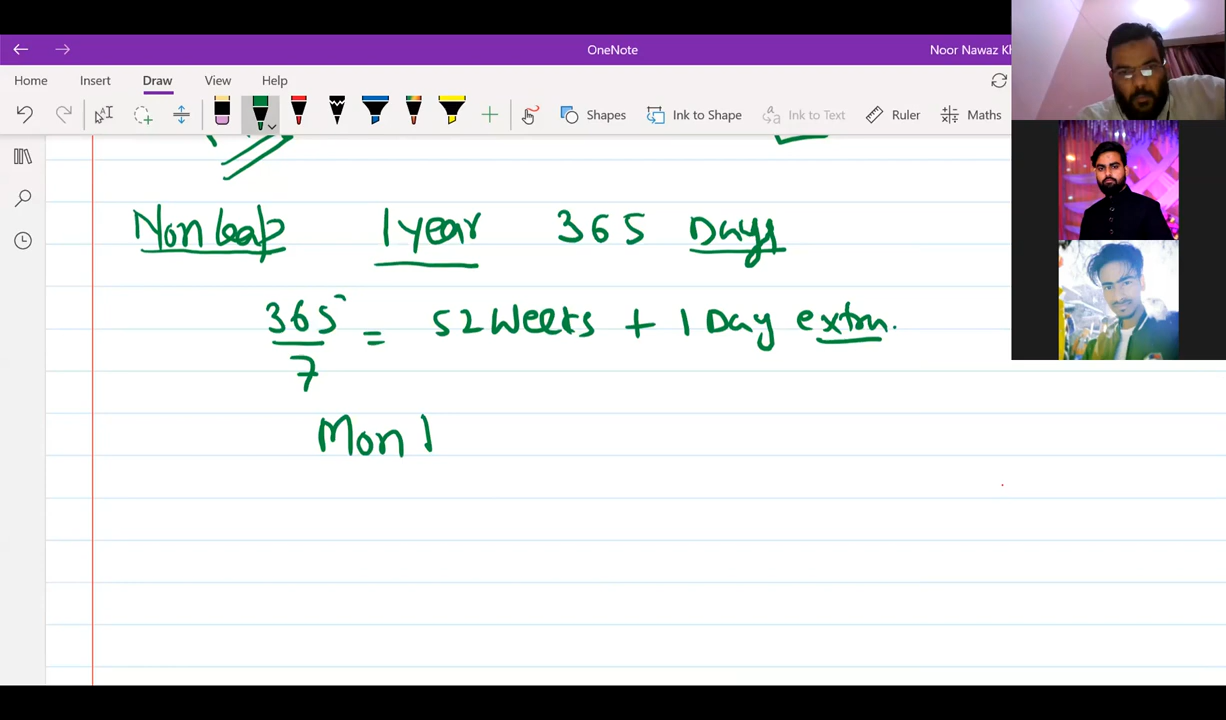 OneNote
Noor Nawaz Kh
Home Insert Draw View Help
Shapes Ink to Shape Ink to Text Ruler Maths
Non leap 1 year 365 Days
365 = 52 Weeks + 1 Day extra.
7
Mon